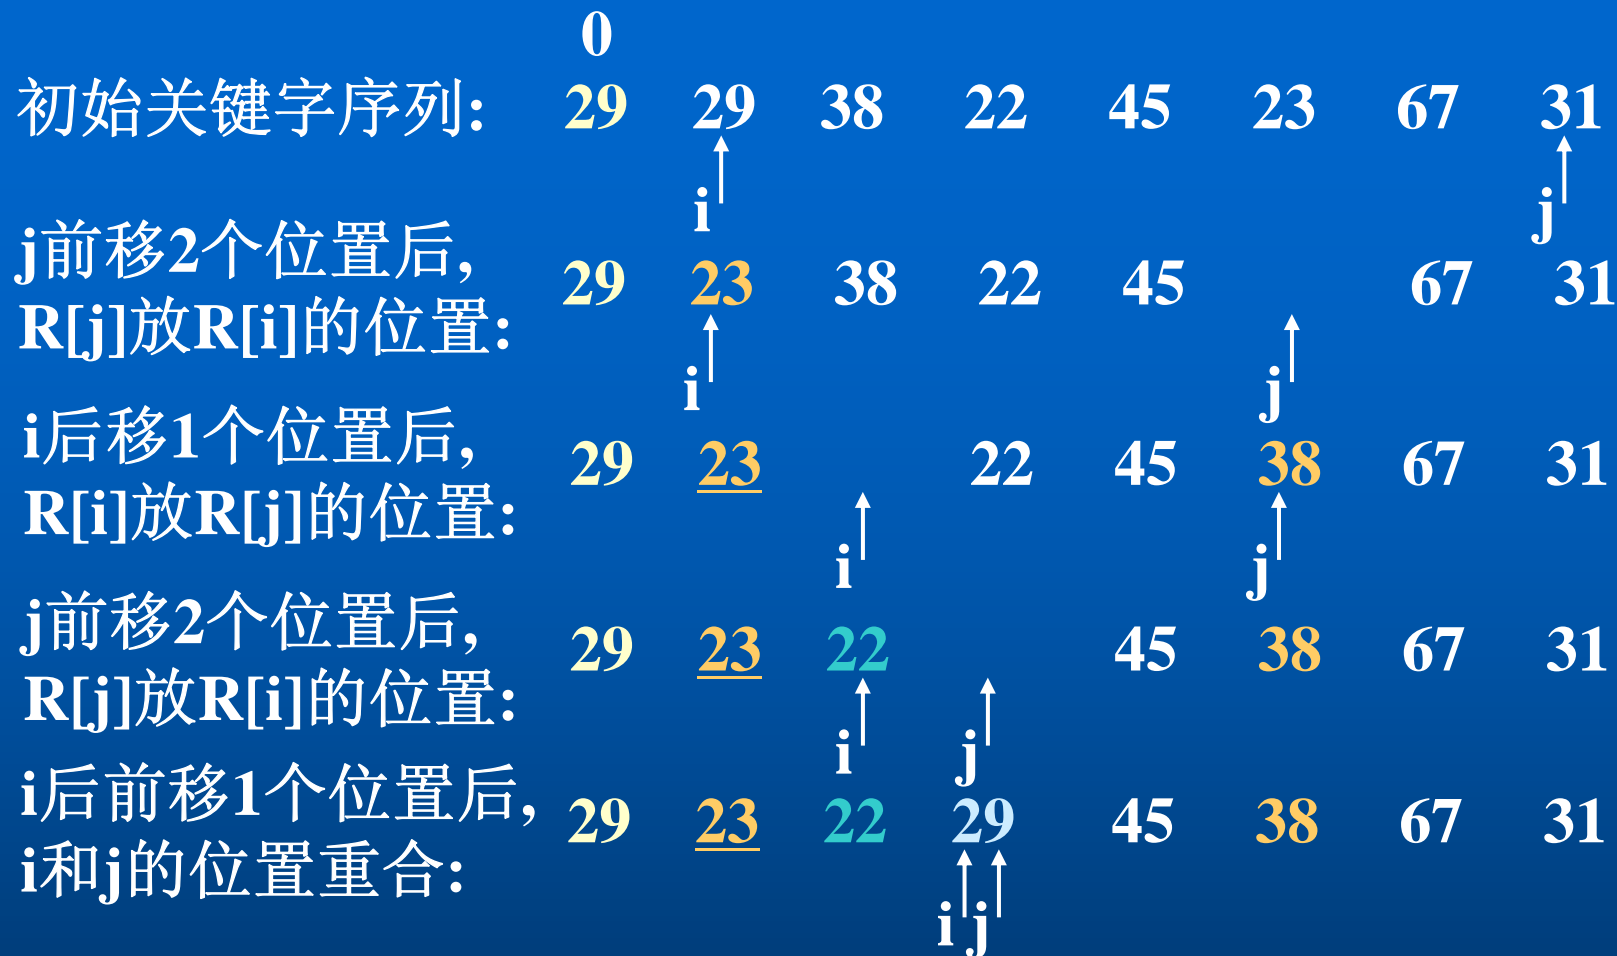 0
初始关键字序列: 29 29 38 22 45 23 67 31
i j
j前移2个位置后,
29 23 38 22 45 67 31
R[j]放R[i]的位置:
i j
i后移1个位置后,
29 23 22 45 38 67 31
R[i]放R[j]的位置:
i j
j前移2个位置后,
29 23 22 45 38 67 31
R[j]放R[i]的位置:
i j
i后前移1个位置后,
29 23 22 29 45 38 67 31
i和j的位置重合:
i j